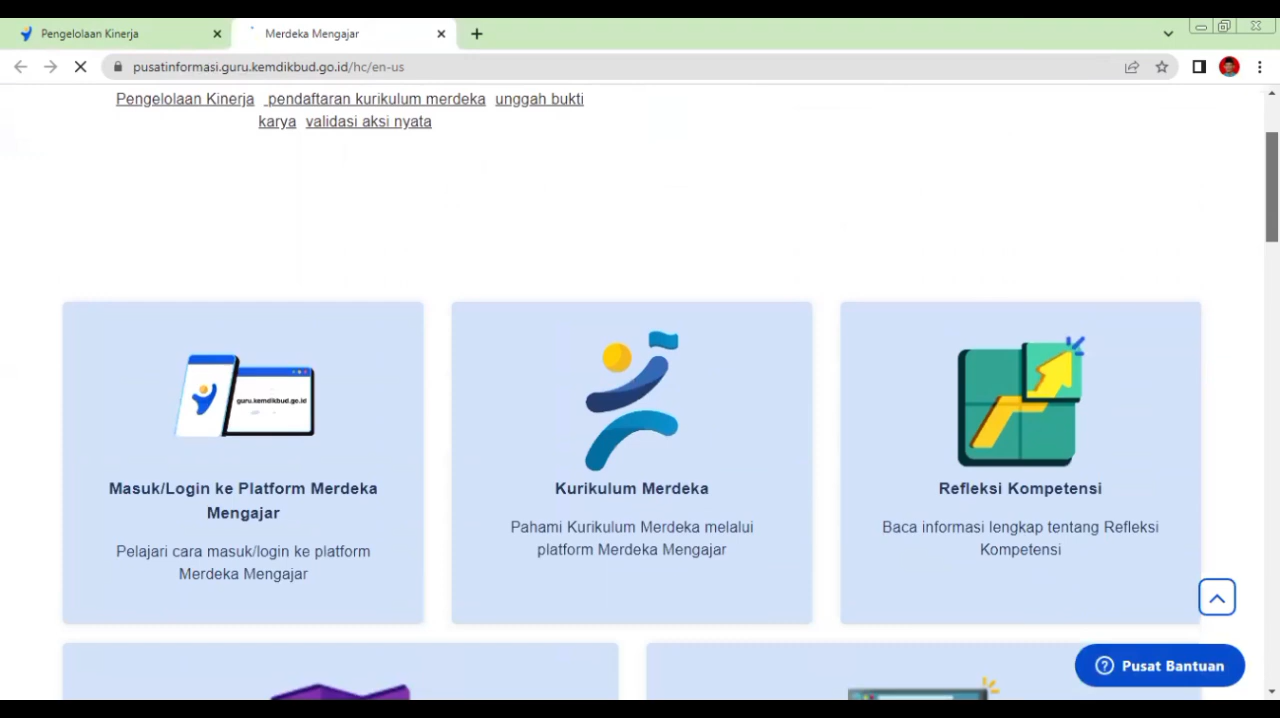 Pengelolaan Kinerja
Merdeka Mengajar
pusatinformasi.guru.kemdikbud.go.id/hc/en-us
Pengelolaan Kinerja pendaftaran kurikulum merdeka unggah bukti
karya validasi aksi nyata
guru.kemdikbud.go.id
Masuk/Login ke Platform Merdeka
Mengajar
Pelajari cara masuk/login ke platform
Merdeka Mengajar
Kurikulum Merdeka
Pahami Kurikulum Merdeka melalui
platform Merdeka Mengajar
Refleksi Kompetensi
Baca informasi lengkap tentang Refleksi
Kompetensi
Pusat Bantuan